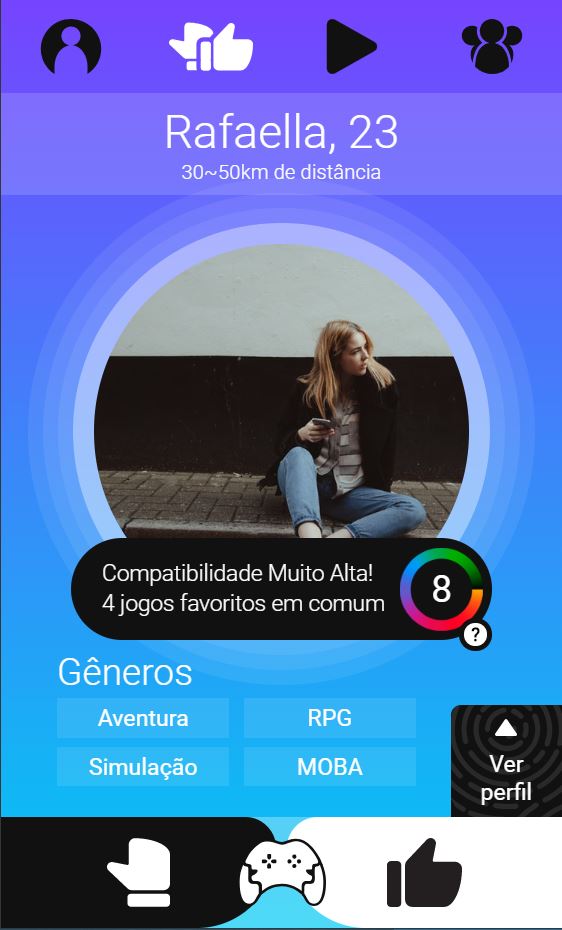 Rafaella, 23
30~50km de distância
Compatibilidade Muito Alta!
4 jogos favoritos em comum
8
?
Gêneros
Aventura
RPG
Simulação
MOBA
Ver
perfil